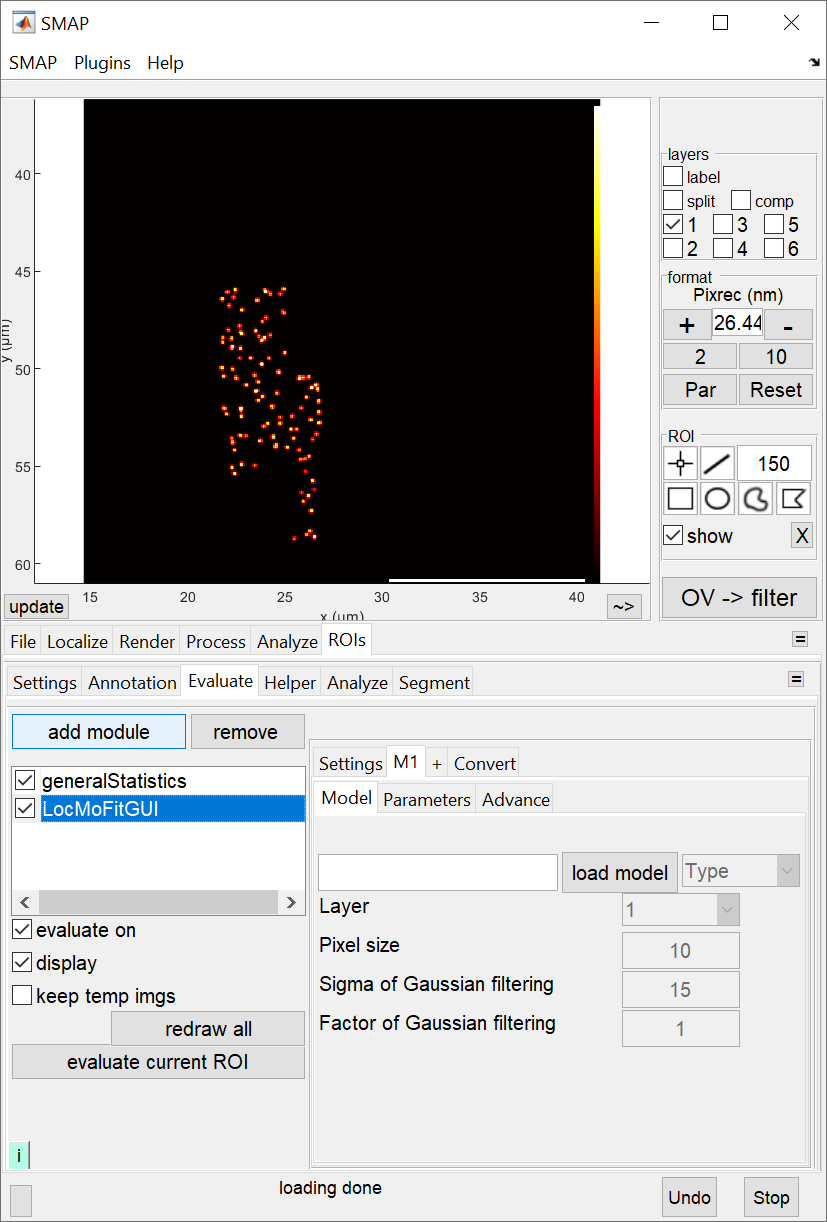 SMAP
SMAP Plugins Help
layers
label
split comp
1 3 5
2 4 6
format
Pixrec (nm)
+ 26.44 -
2 10
Par Reset
ROI
150
show X
OV -> filter
40
45
50
55
60
y (µm)
15 20 25 30 35 40
x (µm)
update ~>
File Localize Render Process Analyze ROIs =
Settings Annotation Evaluate Helper Analyze Segment =
add module remove
generalStatistics
LocMoFitGUI
< >
evaluate on
display
keep temp imgs
redraw all
evaluate current ROI
i
Settings M1 + Convert
Model Parameters Advance
load model Type
Layer 1
Pixel size 10
Sigma of Gaussian filtering 15
Factor of Gaussian filtering 1
loading done
Undo Stop